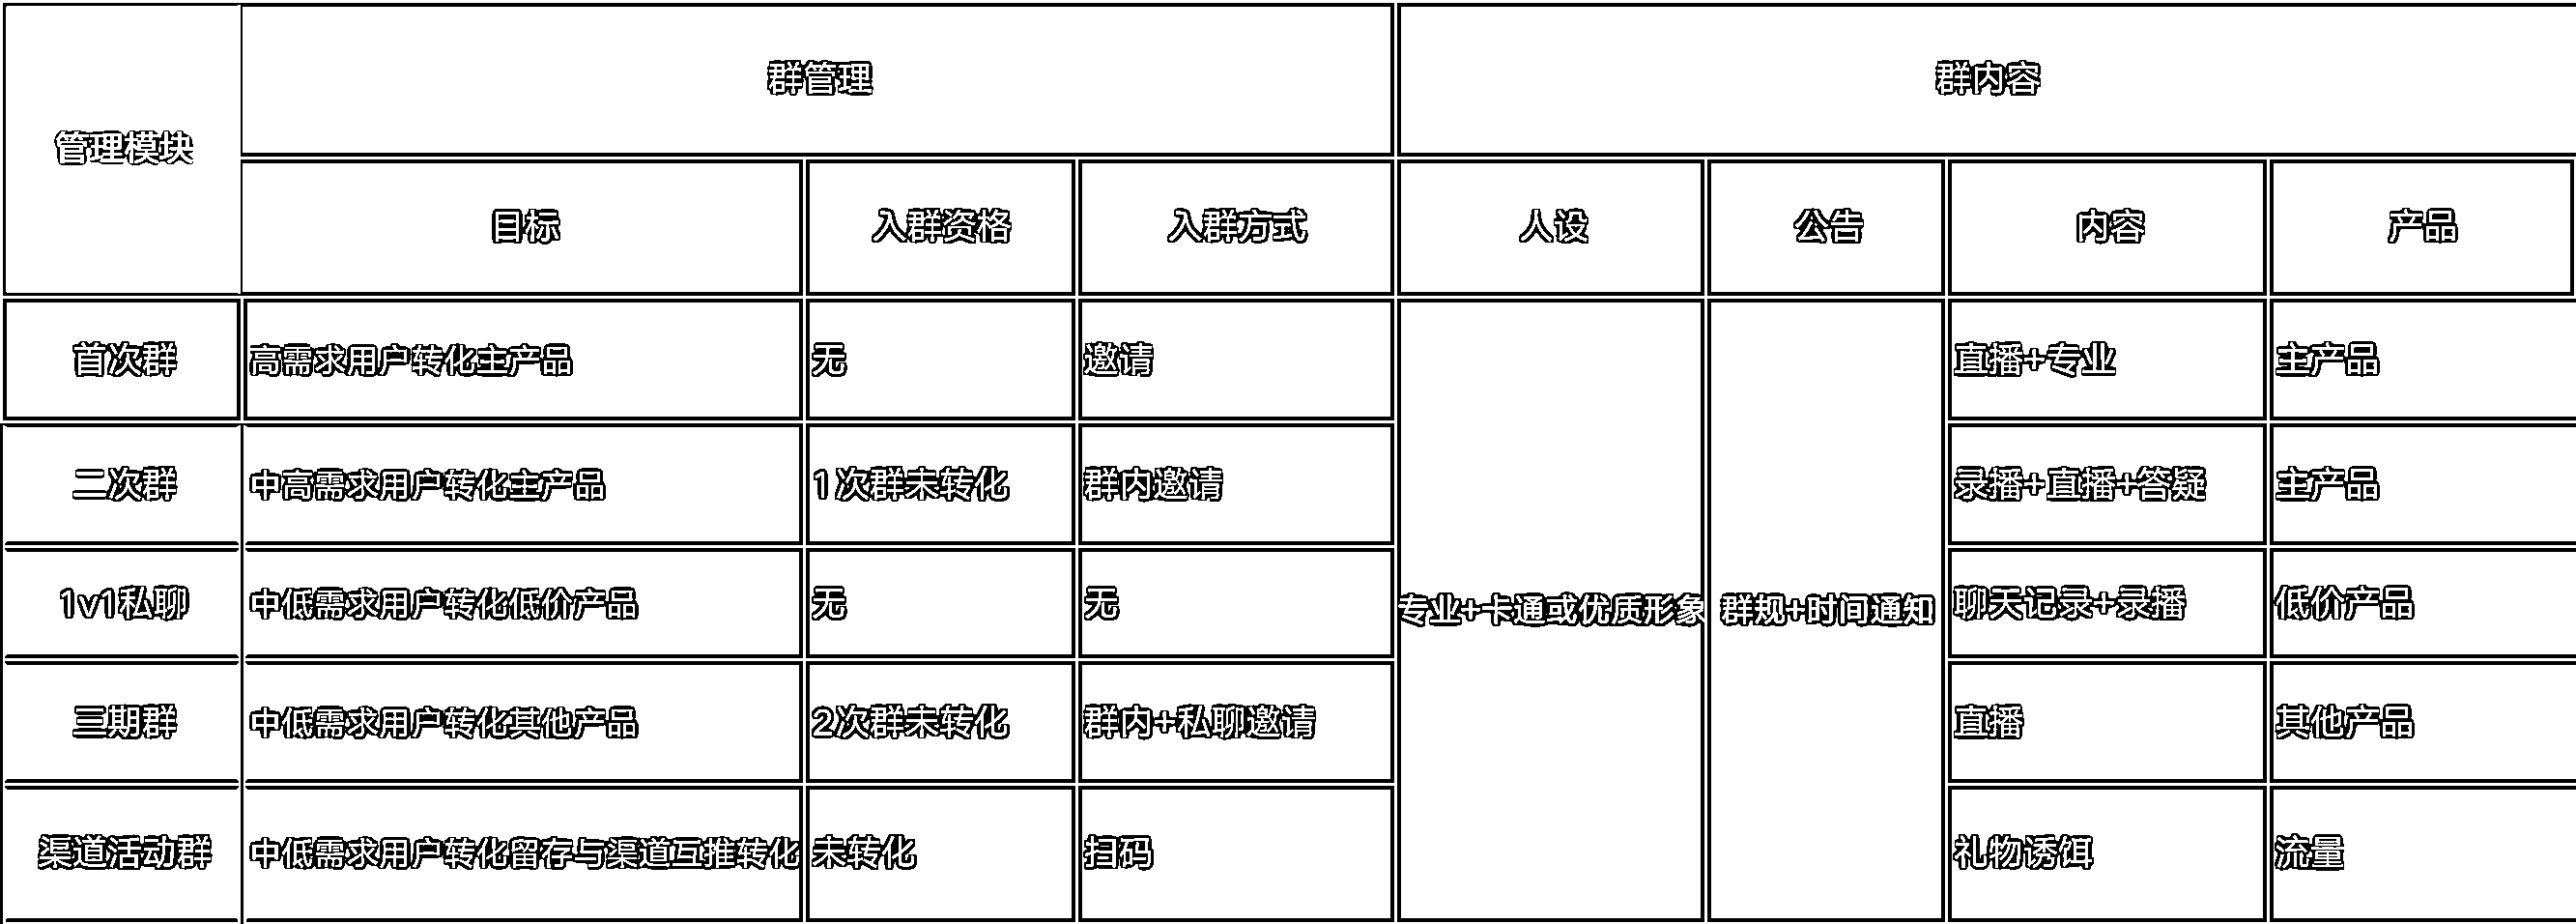 管理模块
群管理
群内容
目标
入群资格
入群方式
人设
公告
内容
产品
首次群
高需求用户转化主产品
无
邀请
专业+卡通或优质形象
群规+时间通知
直播+专业
主产品
二次群
中高需求用户转化主产品
1次群未转化
群内邀请
录播+直播+答疑
主产品
1v1私聊
中低需求用户转化低价产品
无
无
聊天记录+录播
低价产品
三期群
中低需求用户转化其他产品
2次群未转化
群内+私聊邀请
直播
其他产品
渠道活动群
中低需求用户转化留存与渠道互推转化
未转化
扫码
礼物诱饵
流量